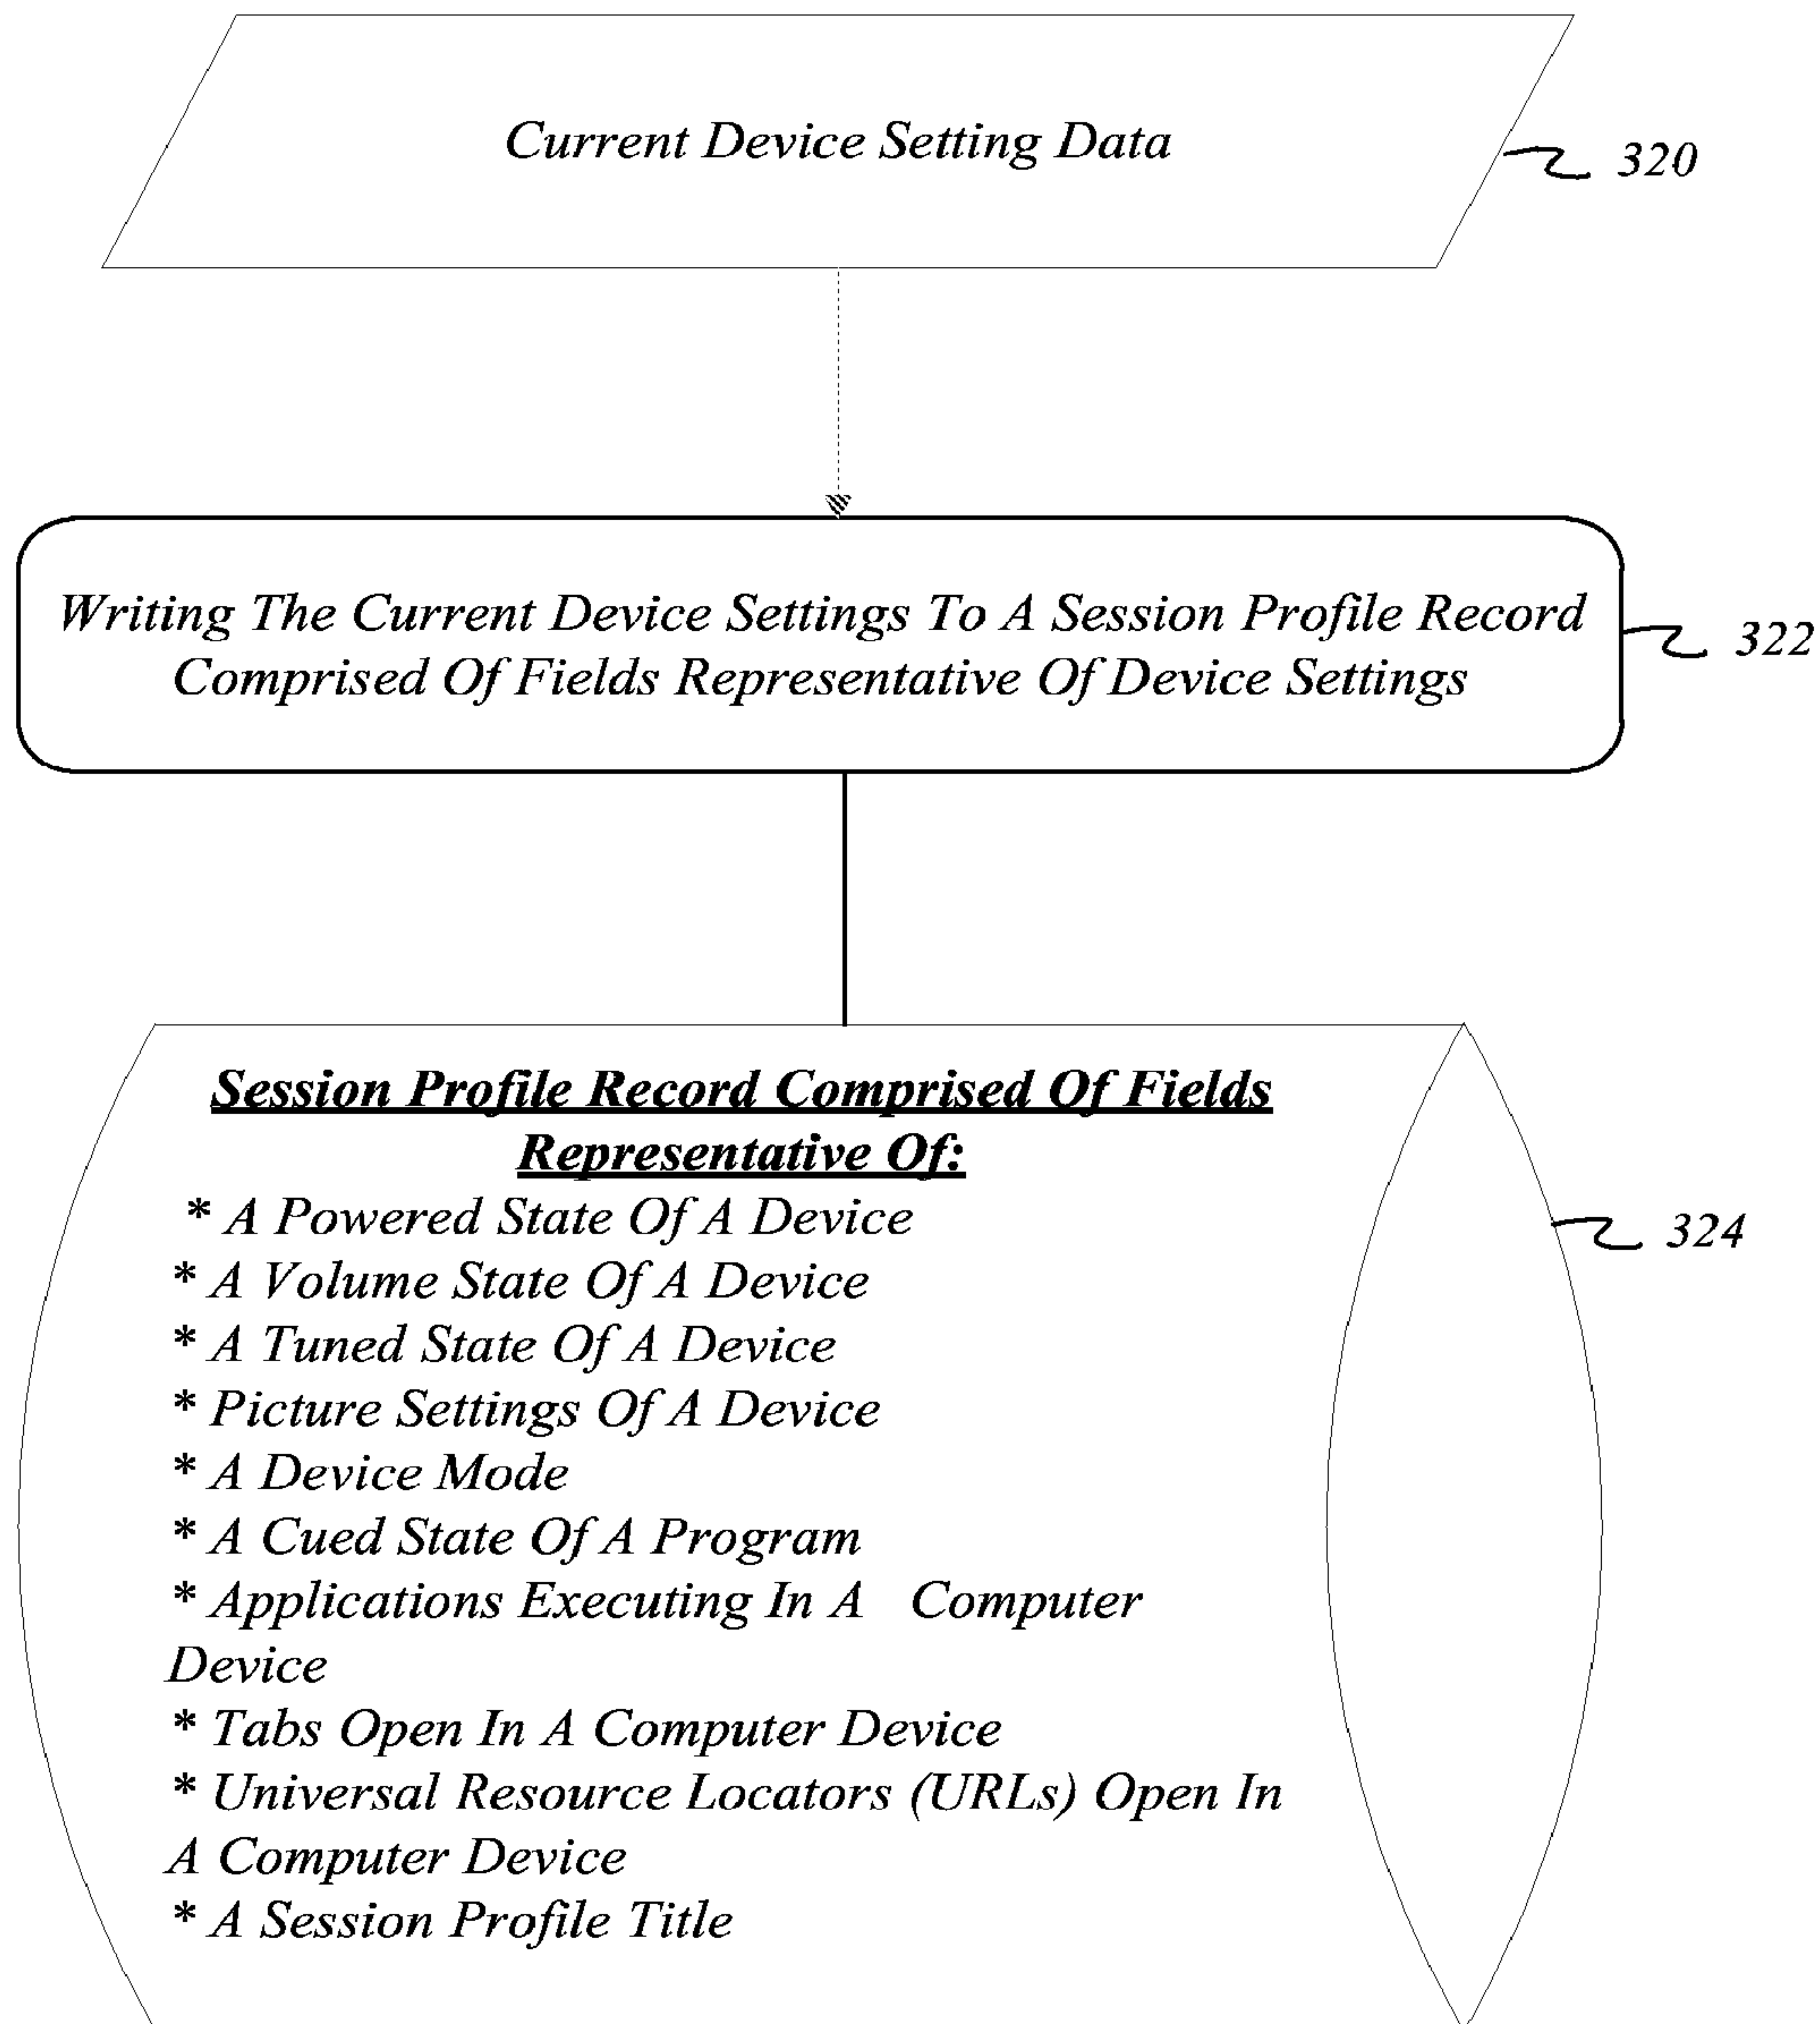 Current Device Setting Data
320
Writing The Current Device Settings To A Session Profile Record
Comprised Of Fields Representative Of Device Settings
322
Session Profile Record Comprised Of Fields
Representative Of:
* A Powered State Of A Device
* A Volume State Of A Device
324
* A Tuned State Of A Device
* Picture Settings Of A Device
* A Device Mode
* A Cued State Of A Program
* Applications Executing In A Computer
Device
* Tabs Open In A Computer Device
* Universal Resource Locators (URLs) Open In
A Computer Device
* A Session Profile Title